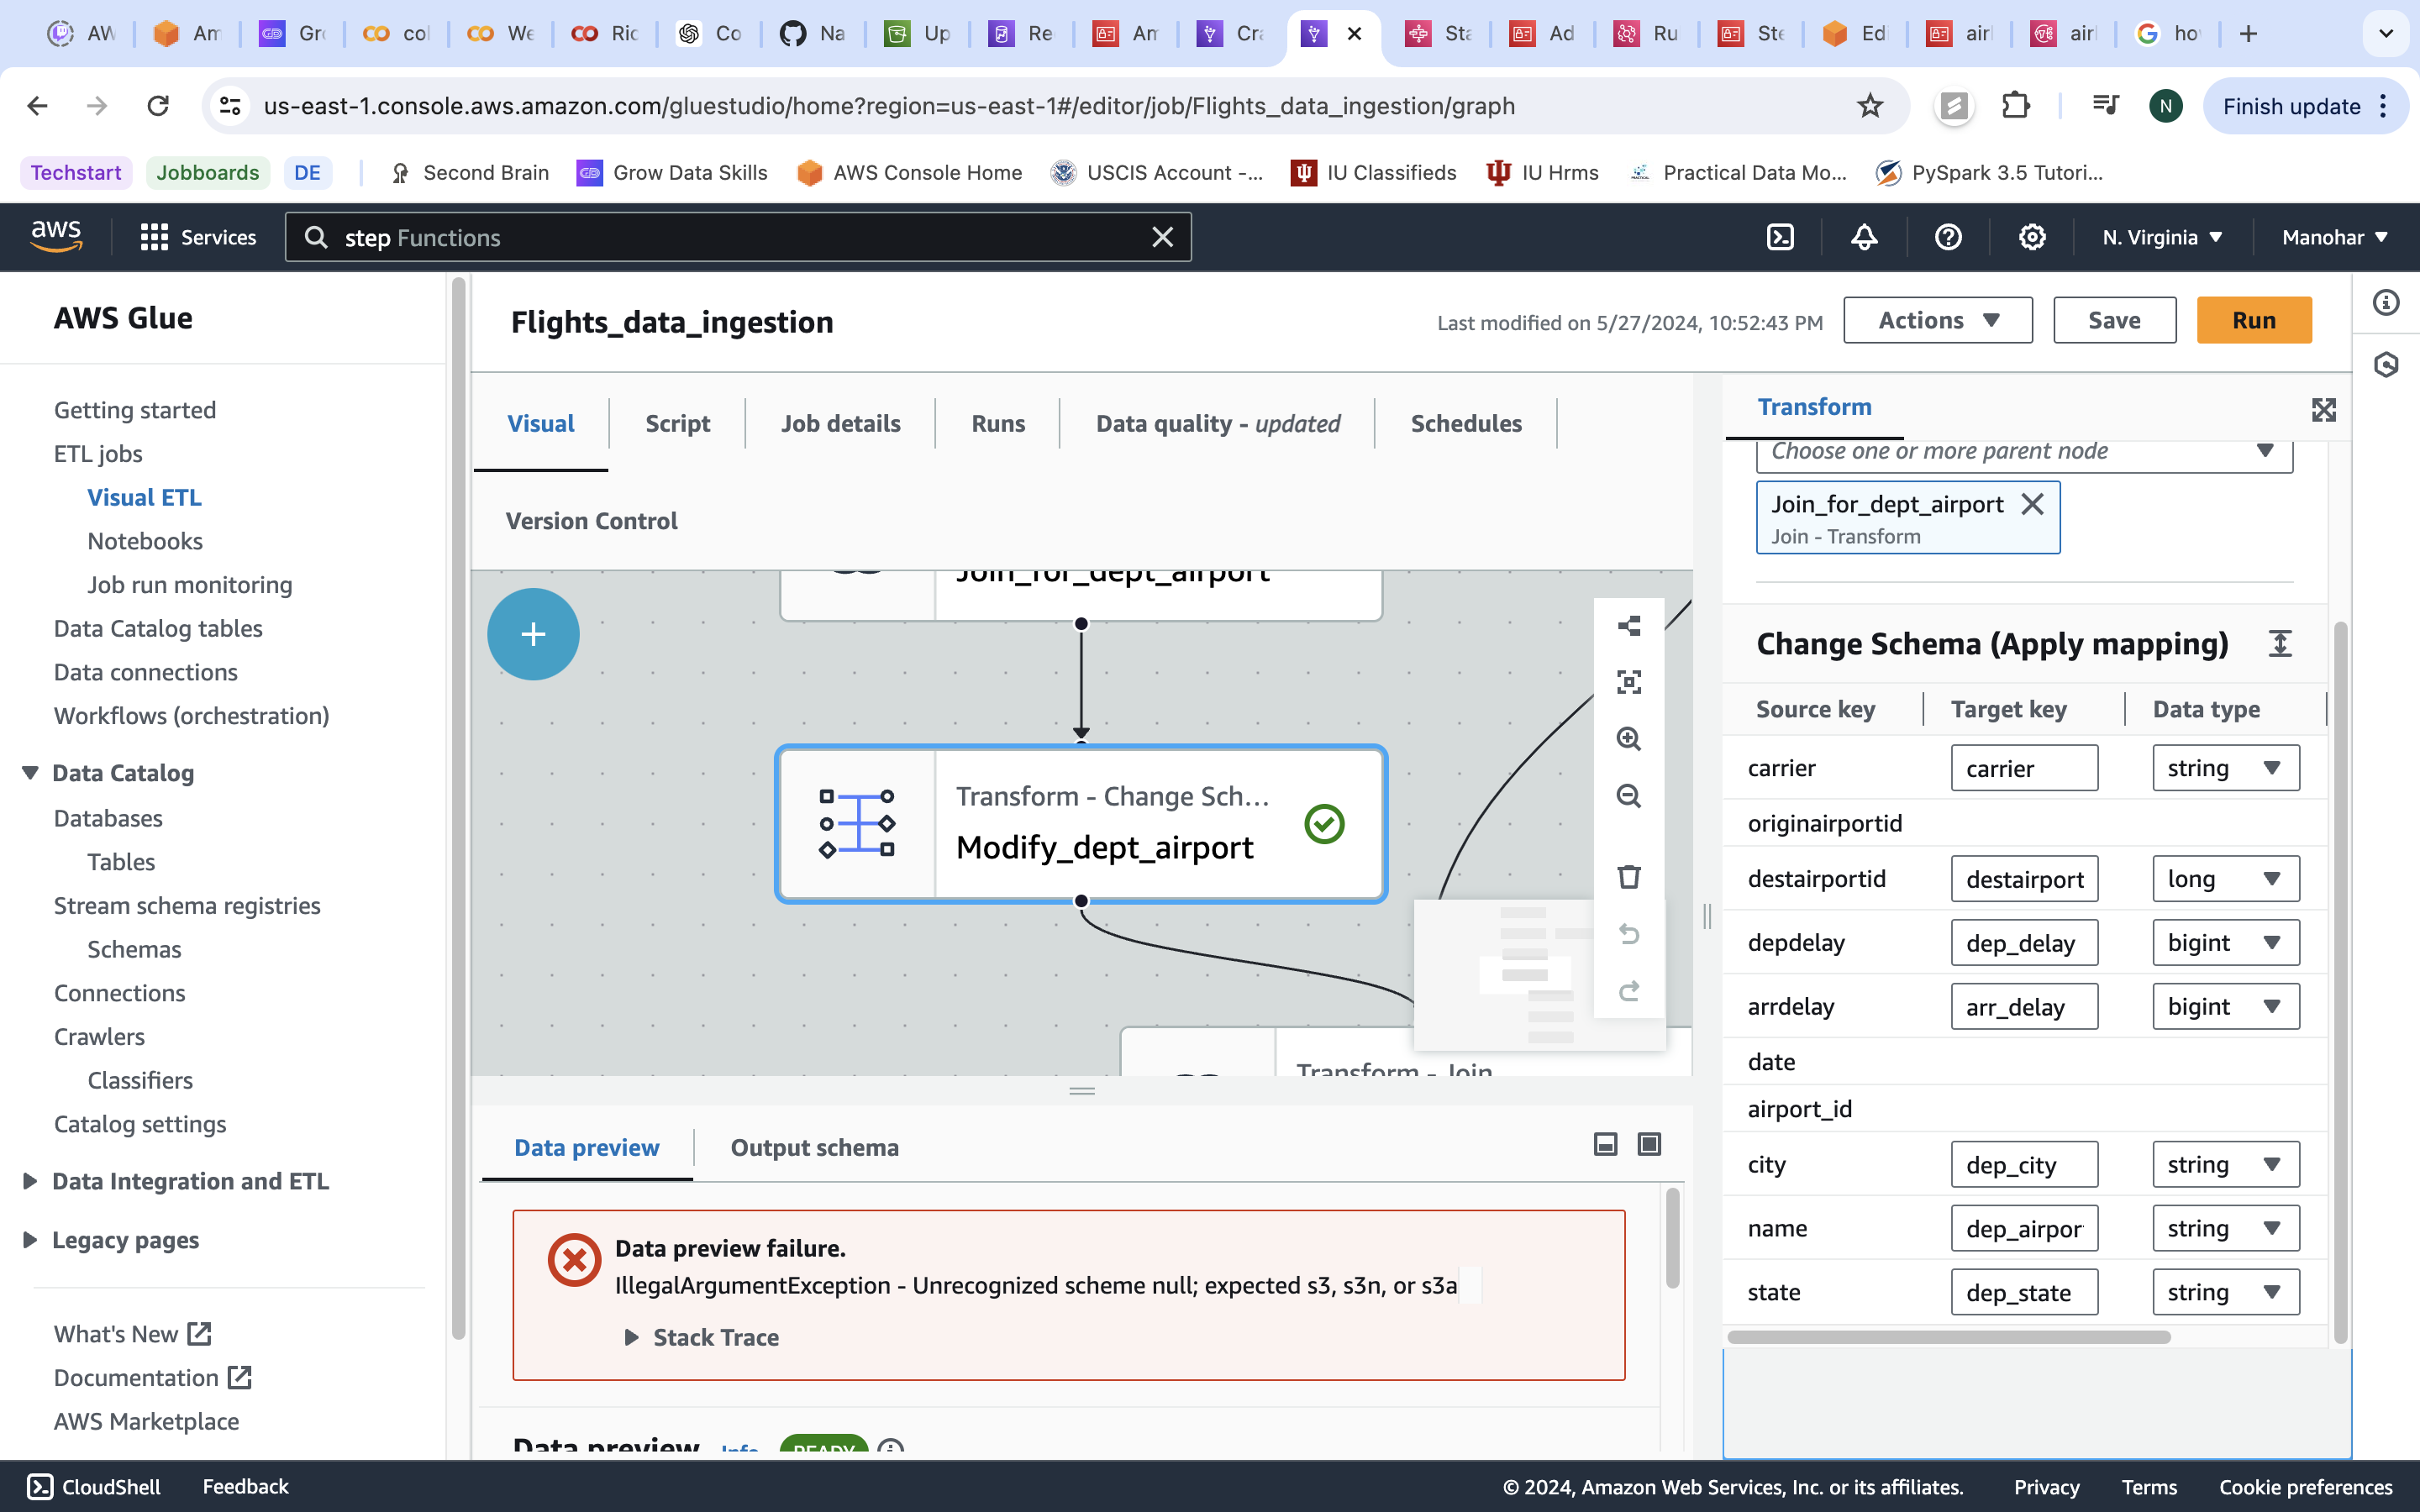 AW
Am
Gr
col
We
Ric
Co
Na
Up
Re
Am
Cra
Sta
Ad
Ru
Ste
Ed
air
air
ho
us-east-1.console.aws.amazon.com/gluestudio/home?region=us-east-1#/editor/job/Flights_data_ingestion/graph
N
Finish update
Techstart
Jobboards
DE
Second Brain
Grow Data Skills
AWS Console Home
USCIS Account -...
IU Classifieds
IU Hrms
Practical Data Mo...
PySpark 3.5 Tutori...
aws
Services
step Functions
N. Virginia
Manohar
AWS Glue
Getting started
ETL jobs
Visual ETL
Notebooks
Job run monitoring
Data Catalog tables
Data connections
Workflows (orchestration)
Data Catalog
Databases
Tables
Stream schema registries
Schemas
Connections
Crawlers
Classifiers
Catalog settings
Data Integration and ETL
Legacy pages
What's New
Documentation
AWS Marketplace
Flights_data_ingestion
Last modified on 5/27/2024, 10:52:43 PM
Actions
Save
Run
Visual
Script
Job details
Runs
Data quality - updated
Schedules
Version Control
Join_for_dept_airport
Transform - Change Sch...
Modify_dept_airport
Transform - Join
Data preview
Output schema
Data preview failure.
IllegalArgumentException - Unrecognized scheme null; expected s3, s3n, or s3a
Stack Trace
Data preview Info READY
Transform
Choose one or more parent node
Join_for_dept_airport
Join - Transform
Change Schema (Apply mapping)
Source key Target key Data type
carrier carrier string
originairportid
destairportid destairport long
depdelay dep_delay bigint
arrdelay arr_delay bigint
date
airport_id
city dep_city string
name dep_airpor string
state dep_state string
CloudShell
Feedback
© 2024, Amazon Web Services, Inc. or its affiliates.
Privacy
Terms
Cookie preferences